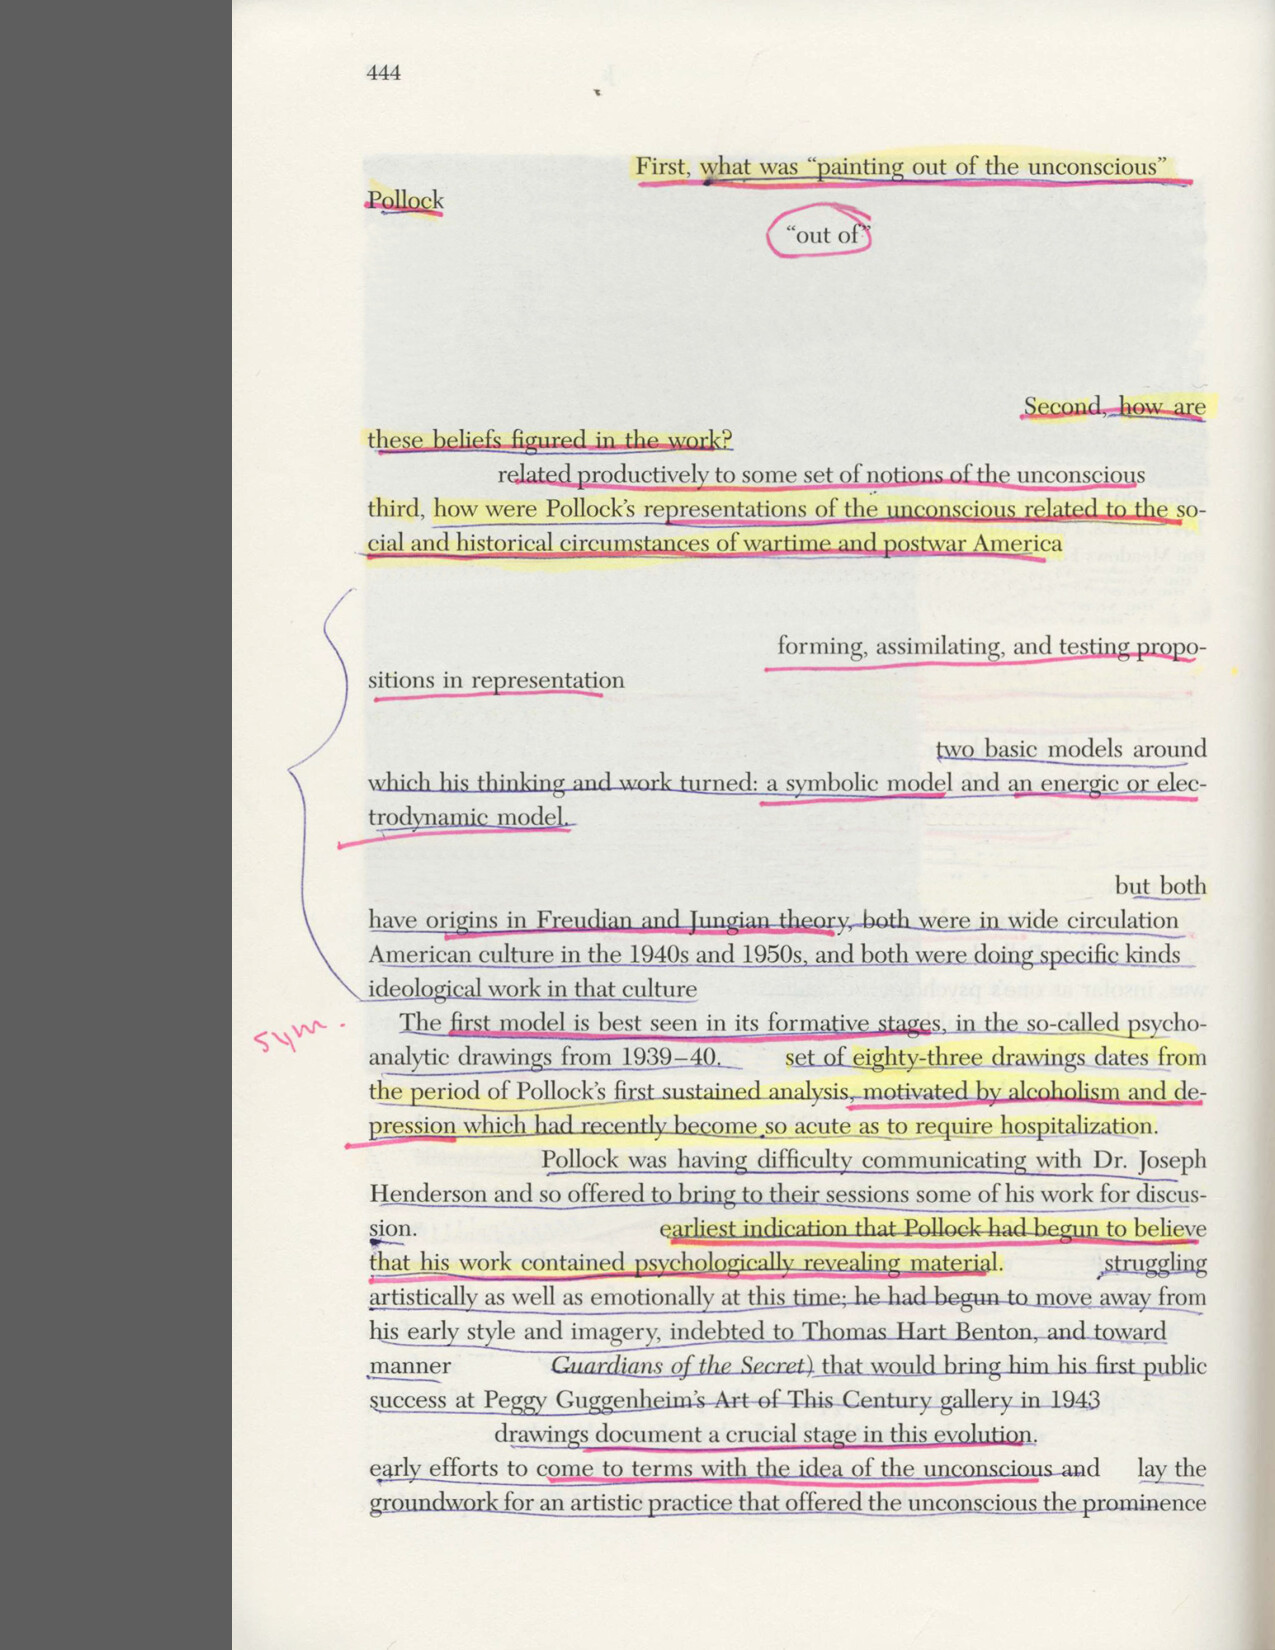 444
First, what was “painting out of the unconscious”
Pollock
“out of”
Second, how are
these beliefs figured in the work?
related productively to some set of notions of the unconscious
third, how were Pollock’s representations of the unconscious related to the so-
cial and historical circumstances of wartime and postwar America
forming, assimilating, and testing propo-
sitions in representation
two basic models around
which his thinking and work turned: a symbolic model and an energic or elec-
trodynamic model.
but both
have origins in Freudian and Jungian theory, both were in wide circulation
American culture in the 1940s and 1950s, and both were doing specific kinds
ideological work in that culture
sym.
The first model is best seen in its formative stages, in the so-called psycho-
analytic drawings from 1939–40. set of eighty-three drawings dates from
the period of Pollock’s first sustained analysis, motivated by alcoholism and de-
pression which had recently become so acute as to require hospitalization.
Pollock was having difficulty communicating with Dr. Joseph
Henderson and so offered to bring to their sessions some of his work for discus-
sion. earliest indication that Pollock had begun to believe
that his work contained psychologically revealing material. struggling
artistically as well as emotionally at this time; he had begun to move away from
his early style and imagery, indebted to Thomas Hart Benton, and toward
manner Guardians of the Secret) that would bring him his first public
success at Peggy Guggenheim’s Art of This Century gallery in 1943
drawings document a crucial stage in this evolution.
early efforts to come to terms with the idea of the unconscious and lay the
groundwork for an artistic practice that offered the unconscious the prominence